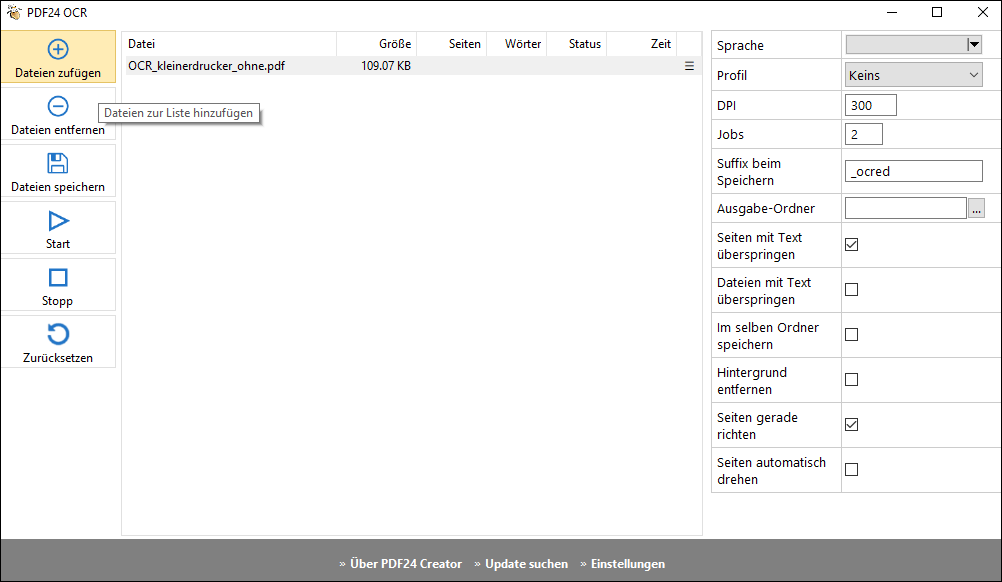 PDF24 OCR
Dateien zufügen
Dateien entfernen
Dateien speichern
Start
Stopp
Zurücksetzen
Dateien zur Liste hinzufügen
Datei Größe Seiten Wörter Status Zeit
OCR_kleinerdrucker_ohne.pdf 109.07 KB
Sprache
Profil Keins
DPI 300
Jobs 2
Suffix beim
Speichern
_ocred
Ausgabe-Ordner ...
Seiten mit Text
überspringen
Dateien mit Text
überspringen
Im selben Ordner
speichern
Hintergrund
entfernen
Seiten gerade
richten
Seiten automatisch
drehen
» Über PDF24 Creator » Update suchen » Einstellungen